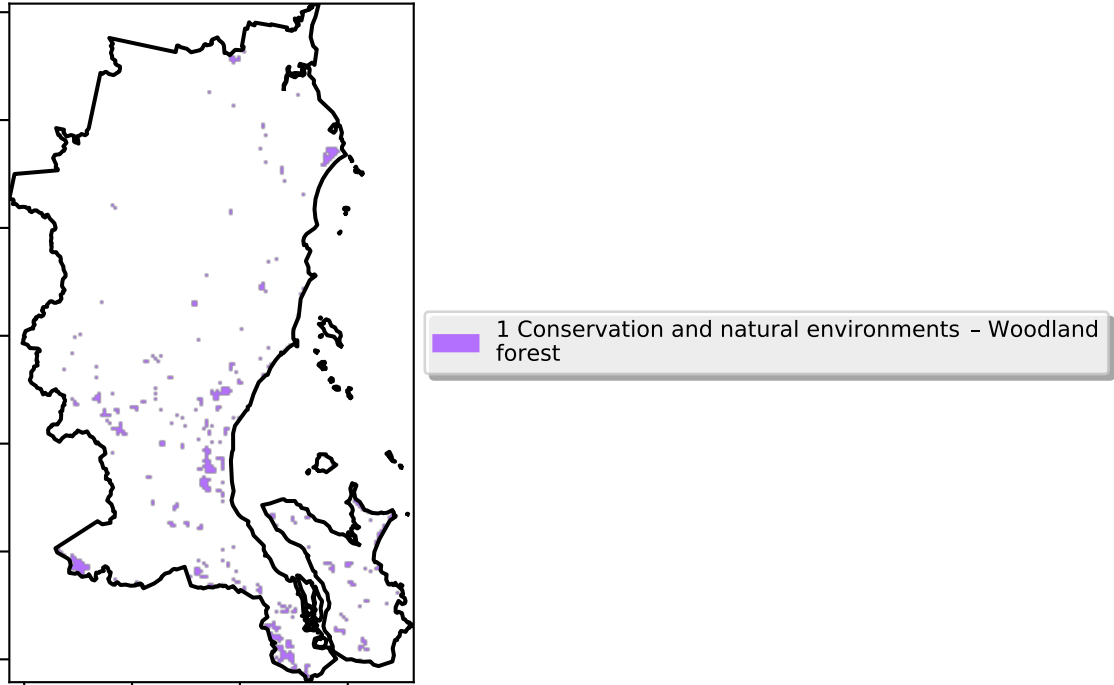 1 Conservation and natural environments – Woodland
forest